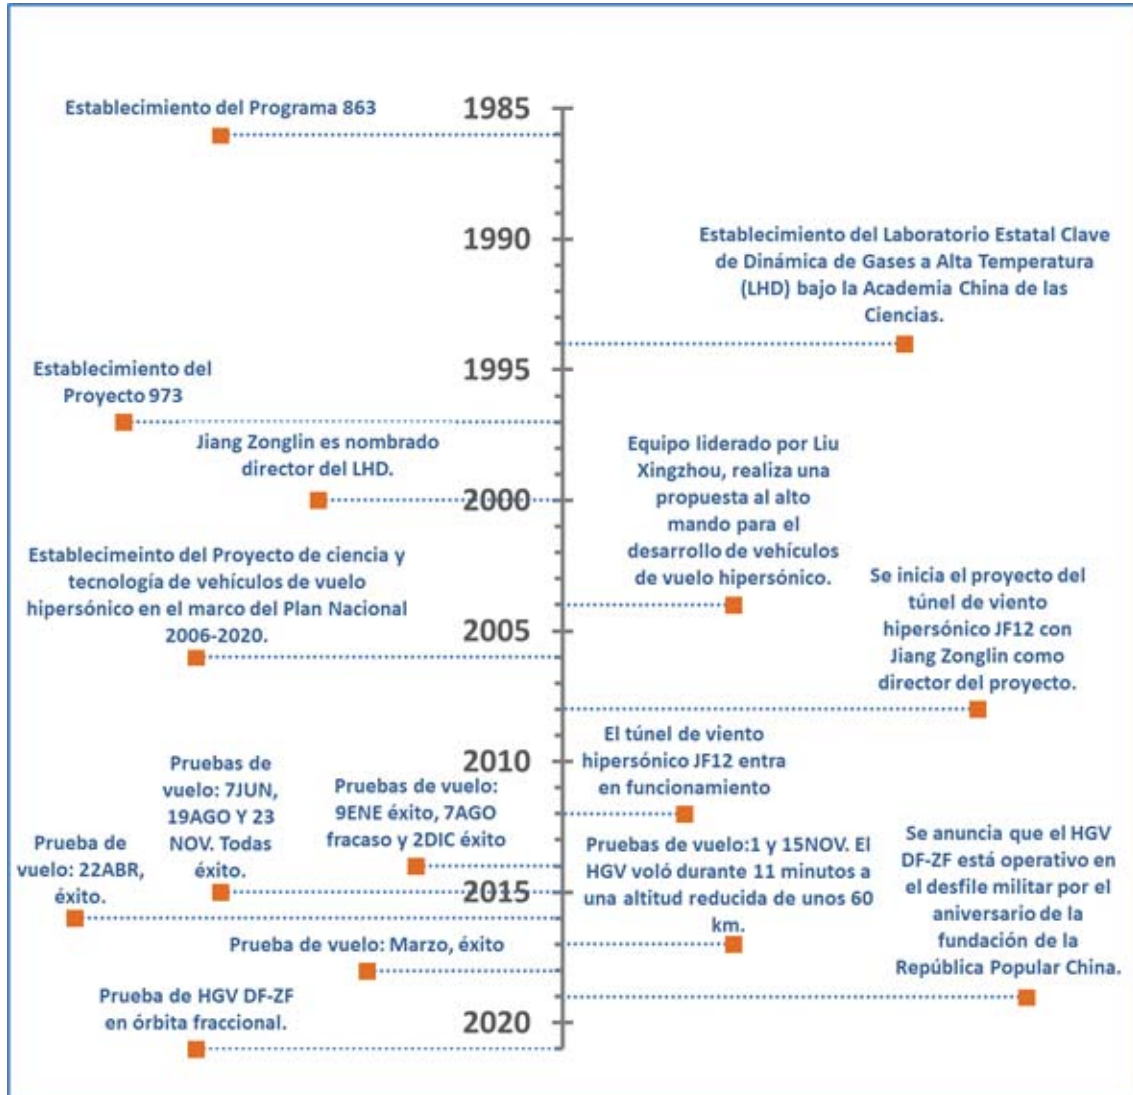 Establecimiento del Programa 863
1985
1990
Establecimiento del Laboratorio Estatal Clave
de Dinámica de Gases a Alta Temperatura
(LHD) bajo la Academia China de las
Ciencias.
1995
Establecimiento del
Proyecto 973
Jiang Zonglin es nombrado
director del LHD.
2000
Equipo liderado por Liu
Xingzhou, realiza una
propuesta al alto
mando para el
desarrollo de vehículos
de vuelo hipersónico.
Establecimeinto del Proyecto de ciencia y
tecnología de vehículos de vuelo
hipersónico en el marco del Plan Nacional
2006-2020.
2005
Se inicia el proyecto del
túnel de viento
hipersónico JF12 con
Jiang Zonglin como
director del proyecto.
2010
El túnel de viento
hipersónico JF12 entra
en funcionamiento
Pruebas de vuelo:
9ENE éxito, 7AGO
fracaso y 2DIC éxito
Pruebas de
vuelo: 7JUN,
19AGO Y 23
NOV. Todas
éxito.
Prueba de
vuelo: 22ABR,
éxito.
2015
Pruebas de vuelo:1 y 15NOV. El
HGV voló durante 11 minutos a
una altitud reducida de unos 60
km.
Prueba de vuelo: Marzo, éxito
Se anuncia que el HGV
DF-ZF está operativo en
el desfile militar por el
aniversario de la
fundación de la
República Popular China.
2020
Prueba de HGV DF-ZF
en órbita fraccional.